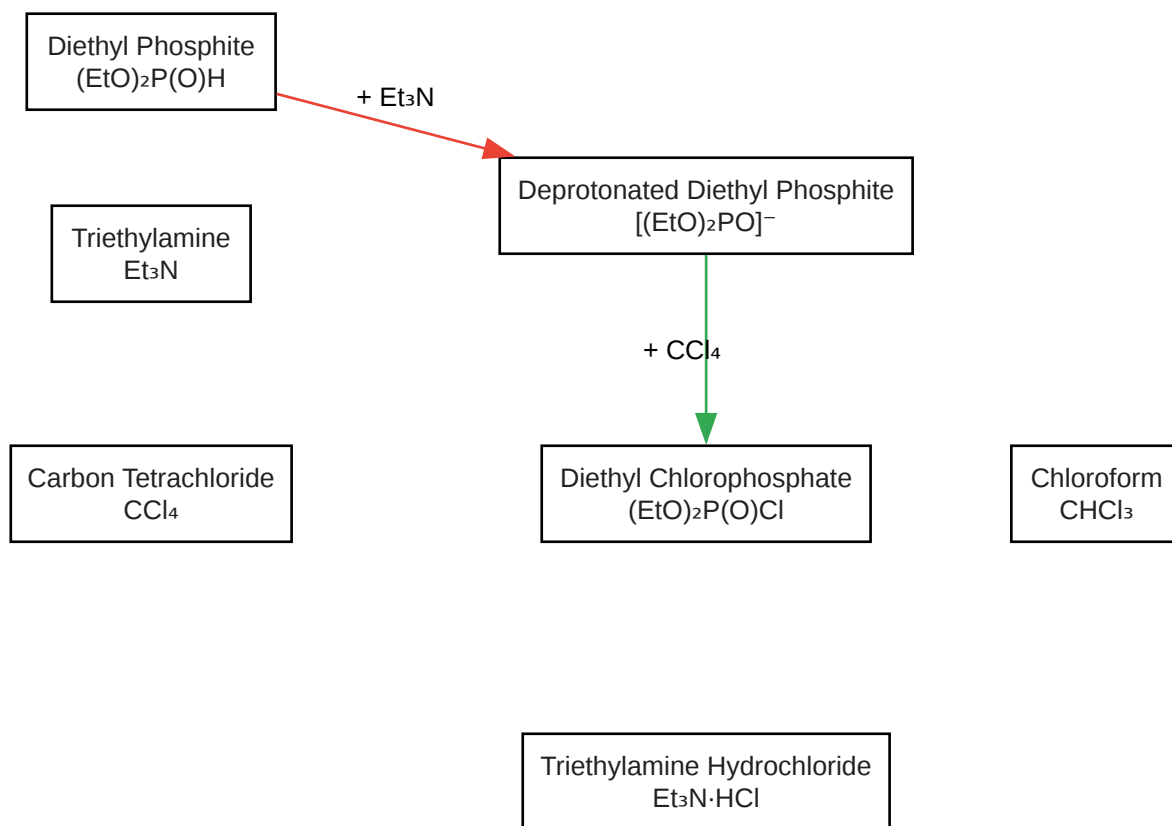 Diethyl Phosphite
(EtO)₂P(O)H
+ Et₃N
Deprotonated Diethyl Phosphite
[(EtO)₂PO]⁻
Triethylamine
Et₃N
+ CCl₄
Carbon Tetrachloride
CCl₄
Diethyl Chlorophosphate
(EtO)₂P(O)Cl
Chloroform
CHCl₃
Triethylamine Hydrochloride
Et₃N·HCl